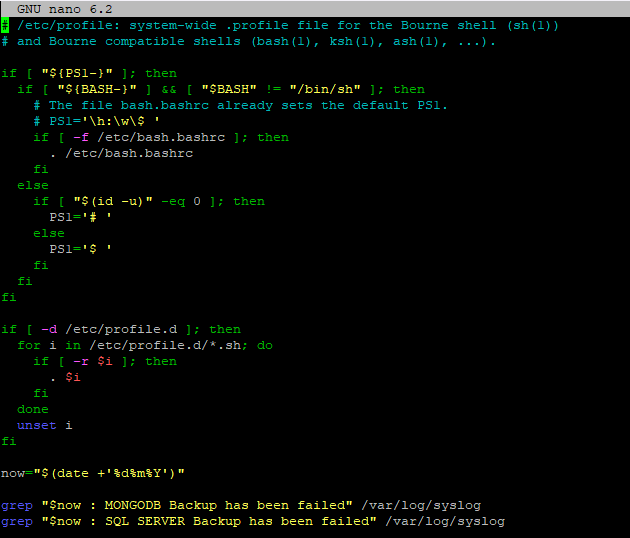 GNU nano 6.2
# /etc/profile: system-wide .profile file for the Bourne shell (sh(1))
# and Bourne compatible shells (bash(1), ksh(1), ash(1), ...).

if [ "${PS1-}" ]; then
  if [ "${BASH-}" ] && [ "$BASH" != "/bin/sh" ]; then
    # The file bash.bashrc already sets the default PS1.
    # PS1='\h:\w\$ '
    if [ -f /etc/bash.bashrc ]; then
      . /etc/bash.bashrc
    fi
  else
    if [ "$(id -u)" -eq 0 ]; then
      PS1='# '
    else
      PS1='$ '
    fi
  fi
fi

if [ -d /etc/profile.d ]; then
  for i in /etc/profile.d/*.sh; do
    if [ -r $i ]; then
      . $i
    fi
  done
  unset i
fi

now="$(date +'%d%m%Y')"

grep "$now : MONGODB Backup has been failed" /var/log/syslog
grep "$now : SQL SERVER Backup has been failed" /var/log/syslog